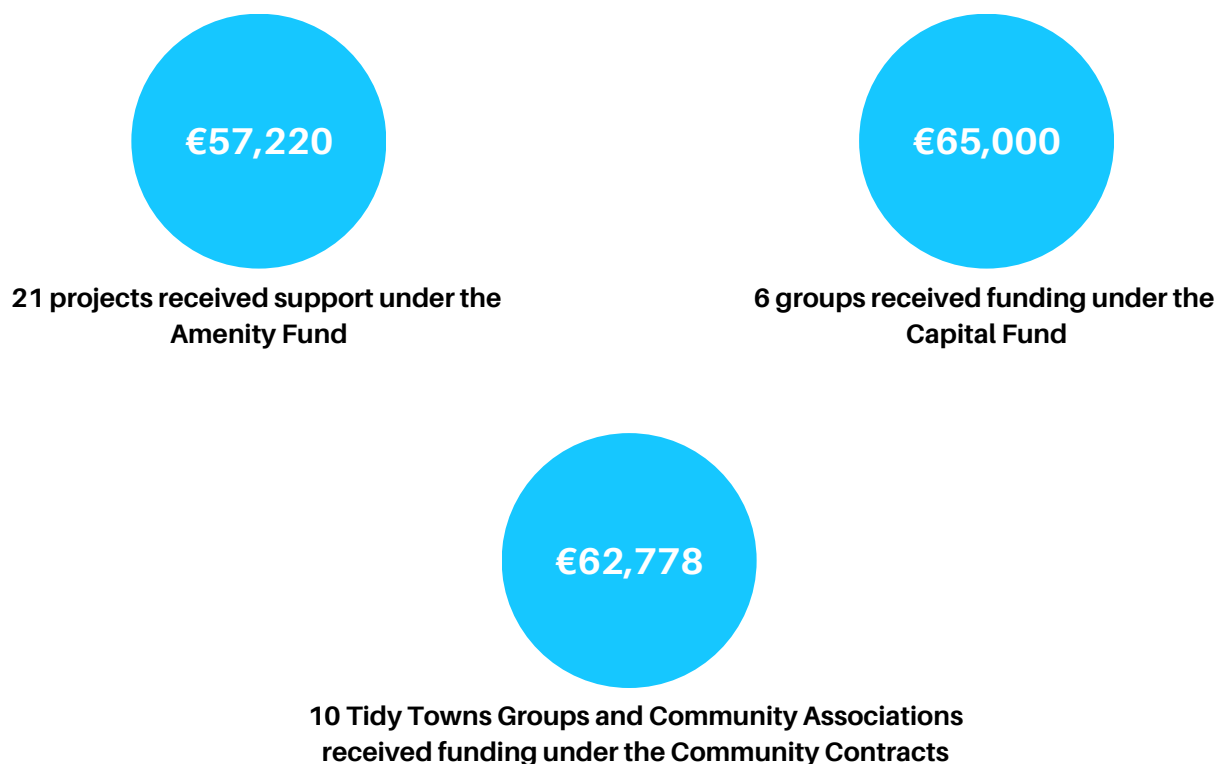 €57,220
21 projects received support under the
Amenity Fund
€65,000
6 groups received funding under the
Capital Fund
€62,778
10 Tidy Towns Groups and Community Associations
received funding under the Community Contracts